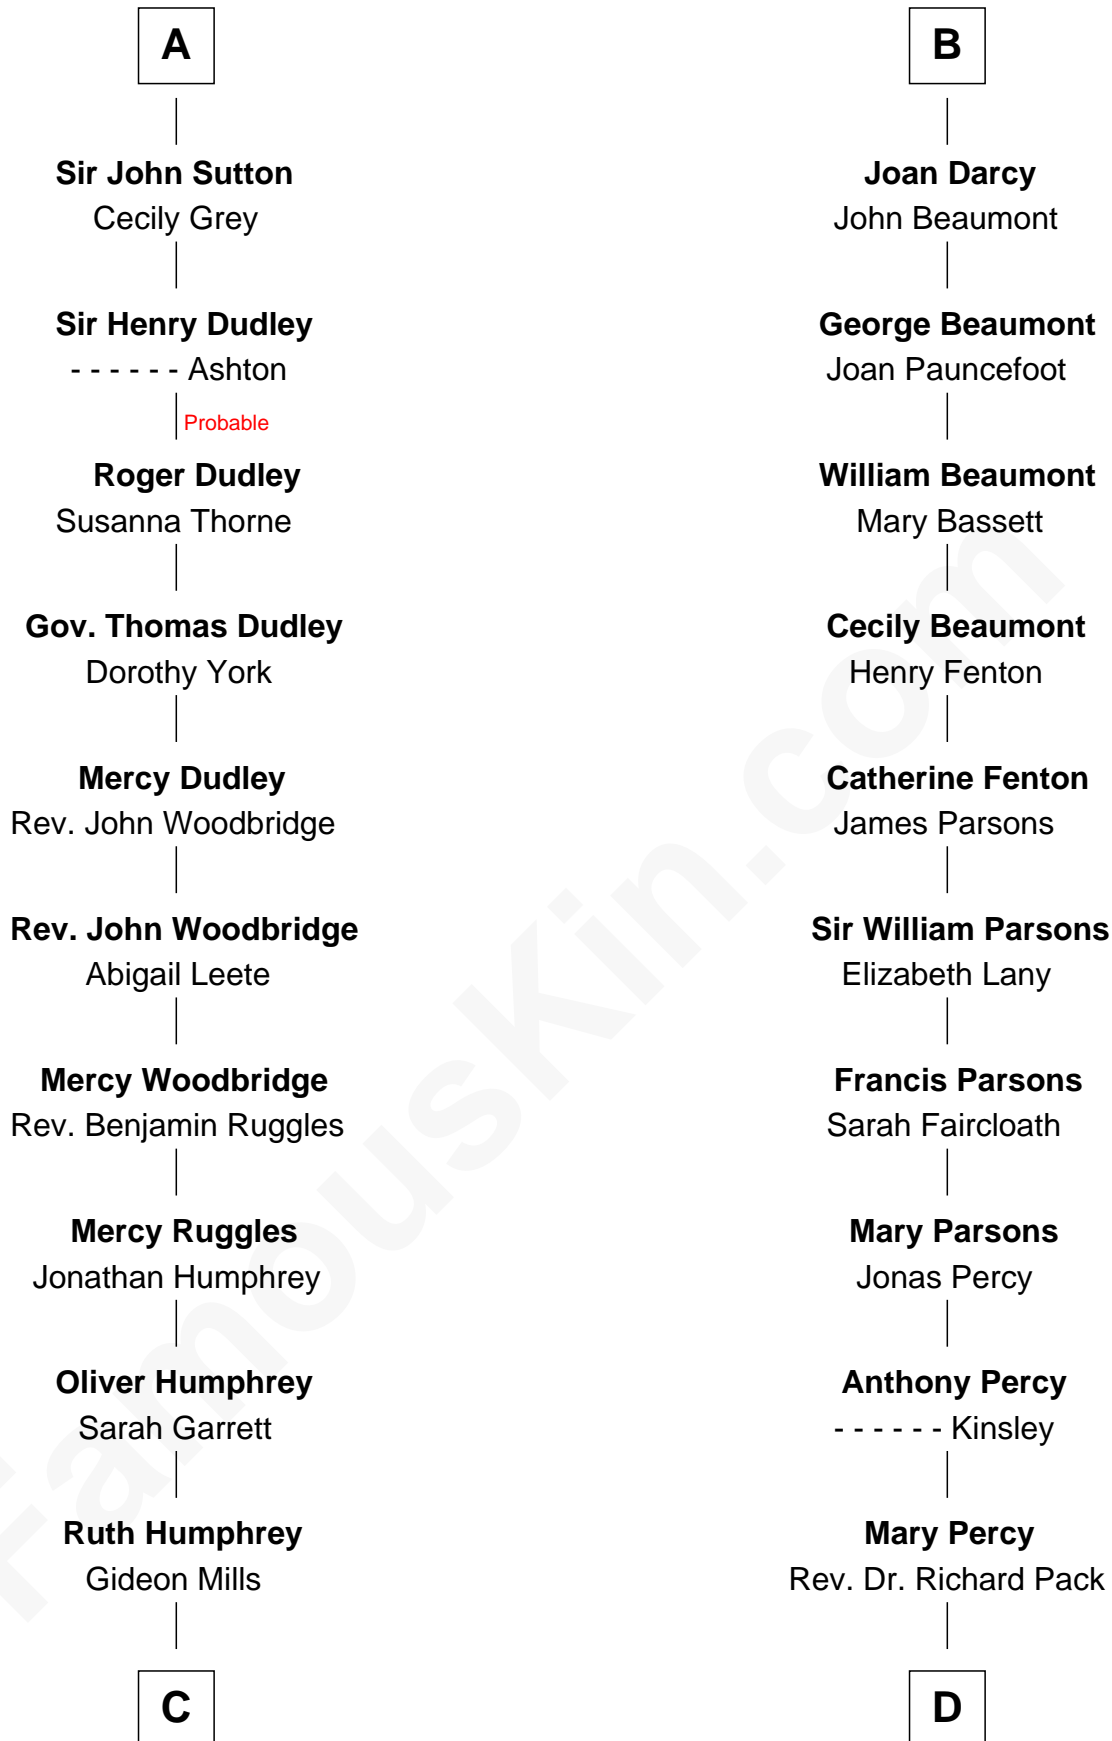 A
Sir John Sutton
Cecily Grey
Sir Henry Dudley
- - - - - - Ashton
Probable
Roger Dudley
Susanna Thorne
Gov. Thomas Dudley
Dorothy York
Mercy Dudley
Rev. John Woodbridge
Rev. John Woodbridge
Abigail Leete
Mercy Woodbridge
Rev. Benjamin Ruggles
Mercy Ruggles
Jonathan Humphrey
Oliver Humphrey
Sarah Garrett
Ruth Humphrey
Gideon Mills
C
B
Joan Darcy
John Beaumont
George Beaumont
Joan Pauncefoot
William Beaumont
Mary Bassett
Cecily Beaumont
Henry Fenton
Catherine Fenton
James Parsons
Sir William Parsons
Elizabeth Lany
Francis Parsons
Sarah Faircloath
Mary Parsons
Jonas Percy
Anthony Percy
- - - - - - Kinsley
Mary Percy
Rev. Dr. Richard Pack
D
FamousKin.com